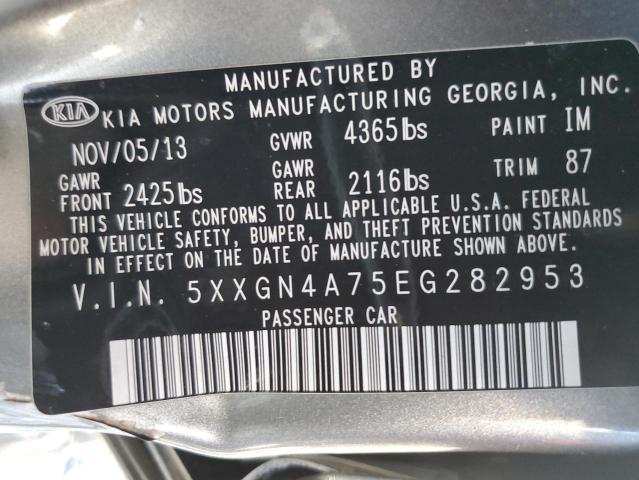 MANUFACTURED BY
KIA KIA MOTORS MANUFACTURING GEORGIA, INC.
NOV/05/13 GVWR 4365lbs PAINT IM
GAWR FRONT 2425lbs GAWR REAR 2116lbs TRIM 87
THIS VEHICLE CONFORMS TO ALL APPLICABLE U.S.A. FEDERAL
MOTOR VEHICLE SAFETY, BUMPER, AND THEFT PREVENTION STANDARDS
IN EFFECT ON THE DATE OF MANUFACTURE SHOWN ABOVE.
V.I.N. 5XXGN4A75EG282953
PASSENGER CAR